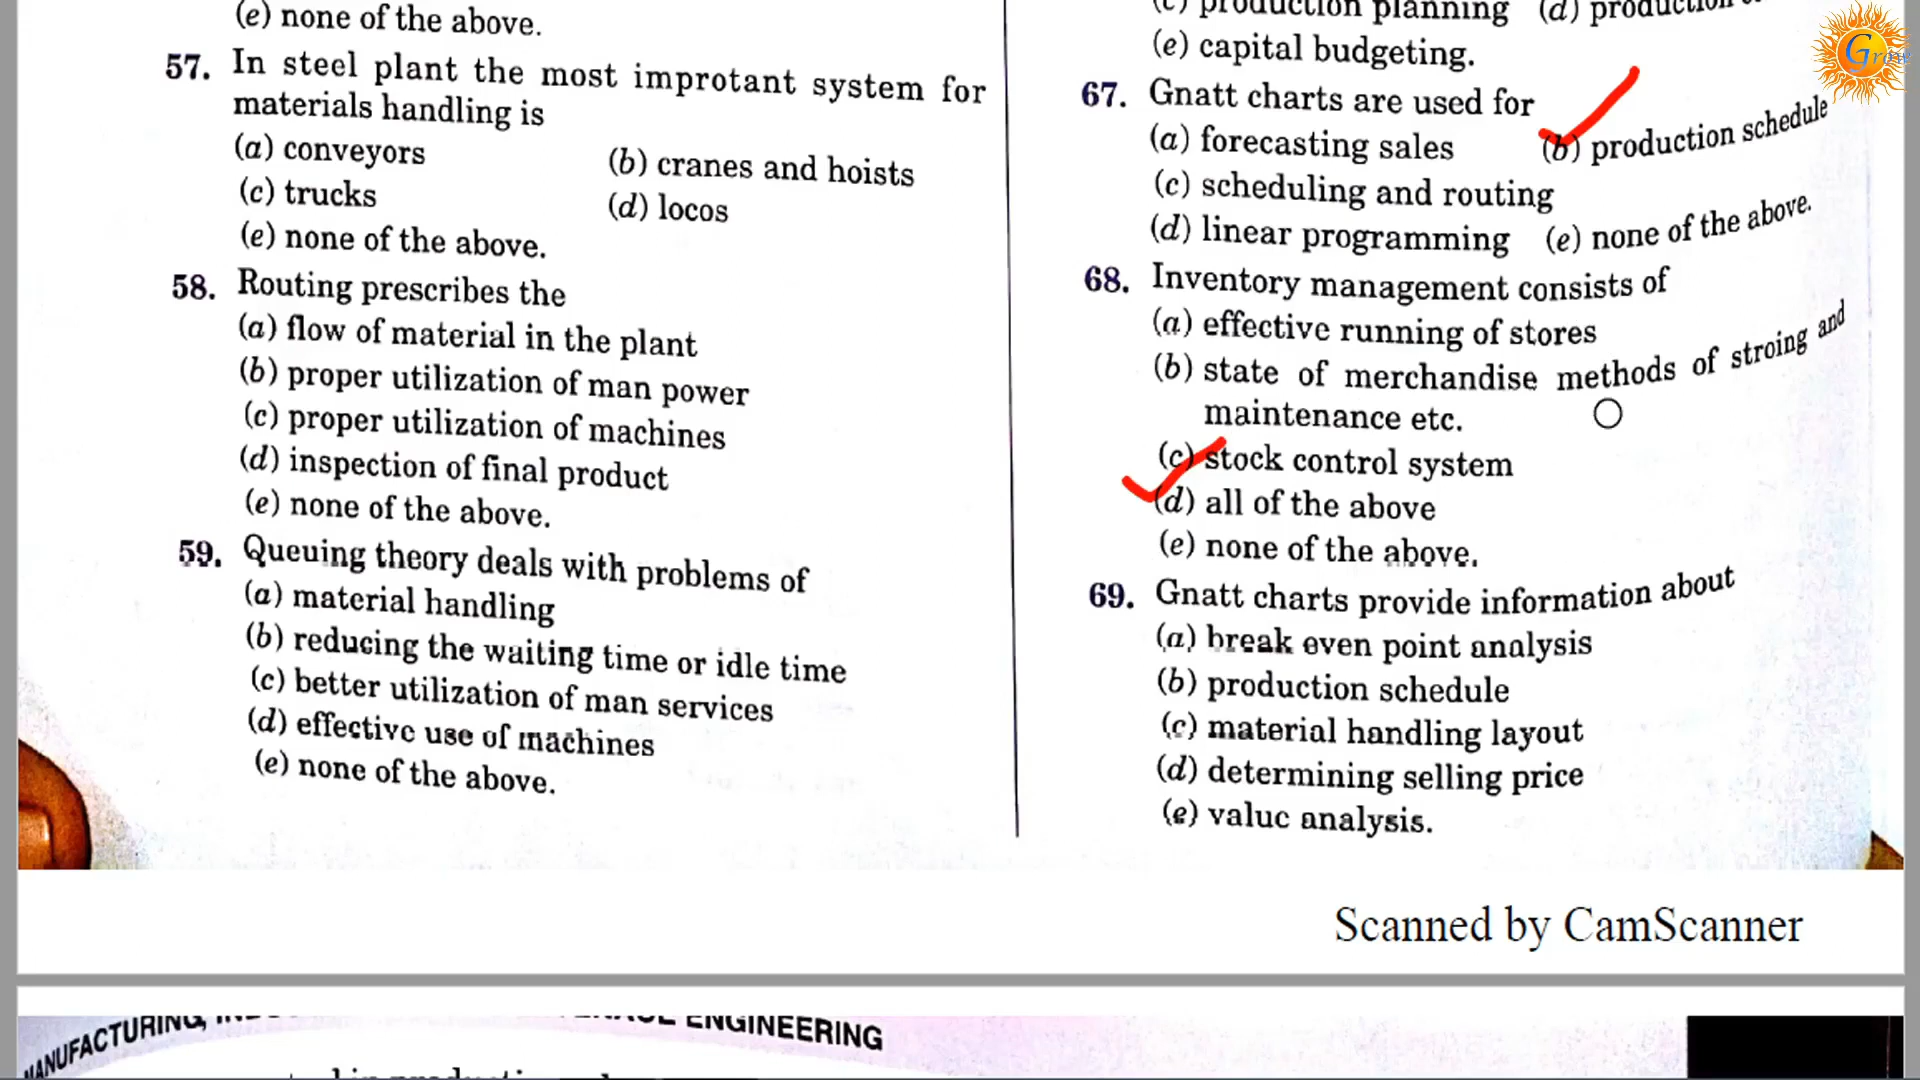 (e) none of the above.
57. In steel plant the most improtant system for
materials handling is
(a) conveyors (b) cranes and hoists
(c) trucks (d) locos
(e) none of the above.
58. Routing prescribes the
(a) flow of material in the plant
(b) proper utilization of man power
(c) proper utilization of machines
(d) inspection of final product
(e) none of the above.
59. Queuing theory deals with problems of
(a) material handling
(b) reducing the waiting time or idle time
(c) better utilization of man services
(d) effective use of machines
(e) none of the above.
(c) production planning (d) production
(e) capital budgeting.
67. Gnatt charts are used for
(a) forecasting sales (b) production schedule
(c) scheduling and routing
(d) linear programming (e) none of the above.
68. Inventory management consists of
(a) effective running of stores
(b) state of merchandise methods of stroing and
maintenance etc.
(c) stock control system
(d) all of the above
(e) none of the above.
69. Gnatt charts provide information about
(a) break even point analysis
(b) production schedule
(c) material handling layout
(d) determining selling price
(e) value analysis.
Scanned by CamScanner
ENGINEERING
Grow